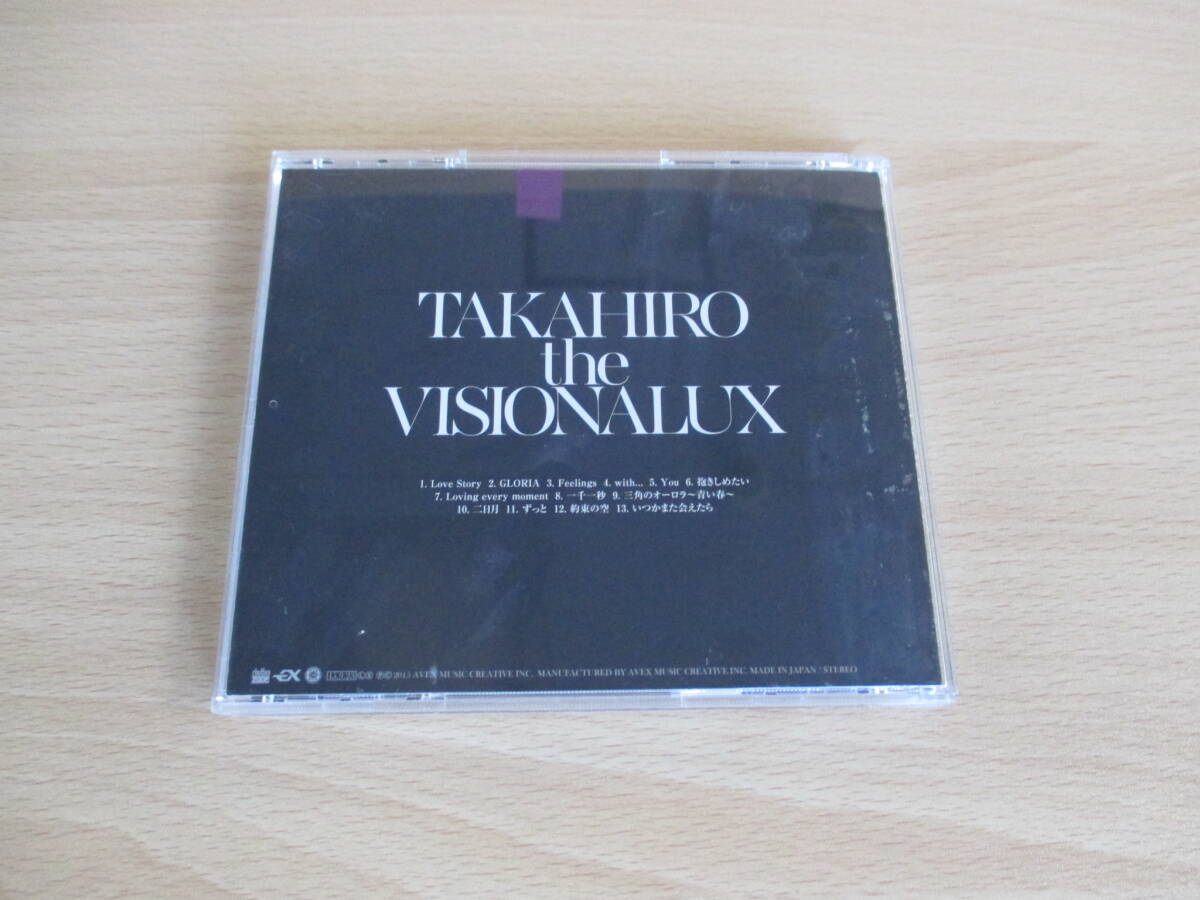 TAKAHIRO
the
VISIONALUX
1. Love Story 2. GLORIA 3. Feelings 4. with... 5. You 6. 抱きしめたい
7. Loving every moment 8. 一千一秒 9. 三角のオーロラ～青い春～
10. 二日月 11. ずっと 12. 約束の空 13. いつかまた会えたら
℗© 2013 AVEX MUSIC CREATIVE INC. MANUFACTURED BY AVEX MUSIC CREATIVE INC. MADE IN JAPAN / STEREO